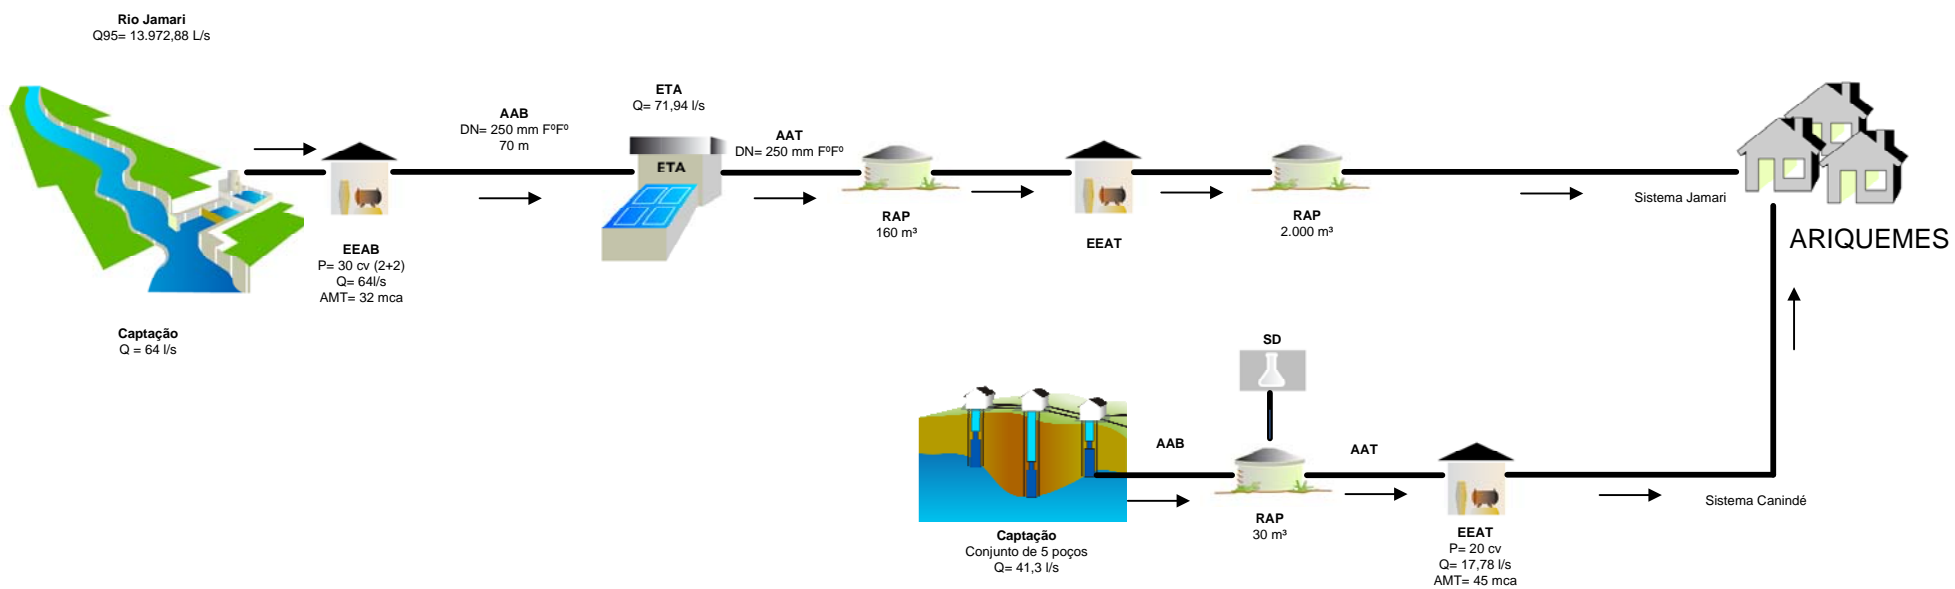 Rio Jamari
Q95= 13.972,88 L/s
AAB
DN= 250 mm FºFº
70 m
ETA
Q= 71,94 l/s
ETA
AAT
DN= 250 mm FºFº
RAP
160 m³
EEAT
RAP
2.000 m³
Sistema Jamari
ARIQUEMES
EEAB
P= 30 cv (2+2)
Q= 64l/s
AMT= 32 mca
Captação
Q = 64 l/s
SD
AAB
AAT
Captação
Conjunto de 5 poços
Q= 41,3 l/s
RAP
30 m³
EEAT
P= 20 cv
Q= 17,78 l/s
AMT= 45 mca
Sistema Canindé